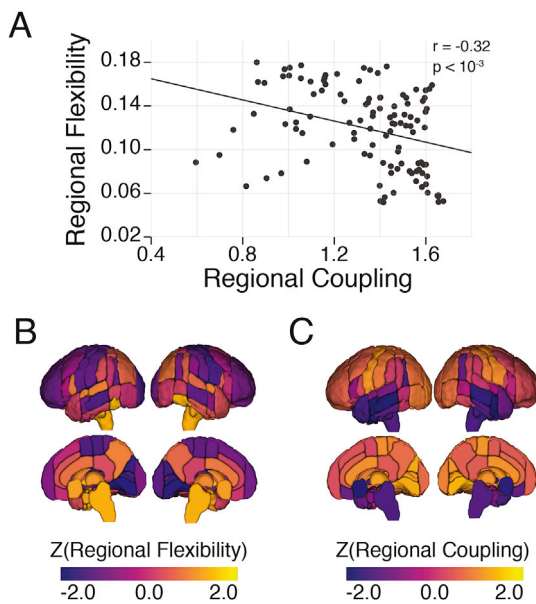 A
Regional Flexibility
0.18
0.14
0.10
0.06
0.02
r = -0.32
p < 10-3
0.4
0.8
1.2
1.6
Regional Coupling
B
C
Z(Regional Flexibility)
-2.0
0.0
2.0
Z(Regional Coupling)
-2.0
0.0
2.0